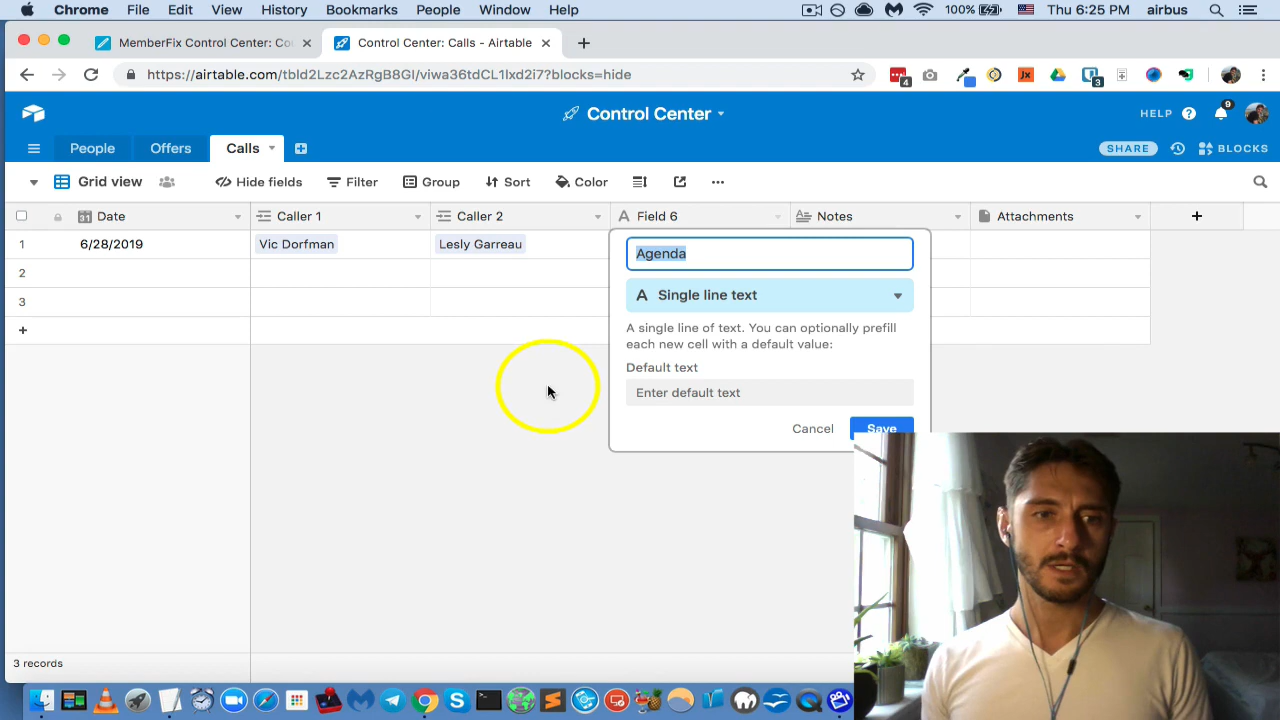 Chrome File Edit View History Bookmarks People Window Help 100% Thu 6:25 PM airbus
MemberFix Control Center: Co
Control Center: Calls - Airtable
https://airtable.com/tbld2Lzc2AzRgB8GI/viwa36tdCL1lxd2i7?blocks=hide
4
3
Control Center
HELP
9
People Offers Calls
SHARE BLOCKS
Grid view Hide fields Filter Group Sort Color
Date Caller 1 Caller 2 Field 6 Notes Attachments
1 6/28/2019 Vic Dorfman Lesly Garreau
2
3
Agenda
Single line text
A single line of text. You can optionally prefill
each new cell with a default value:
Default text
Enter default text
Cancel Save
3 records